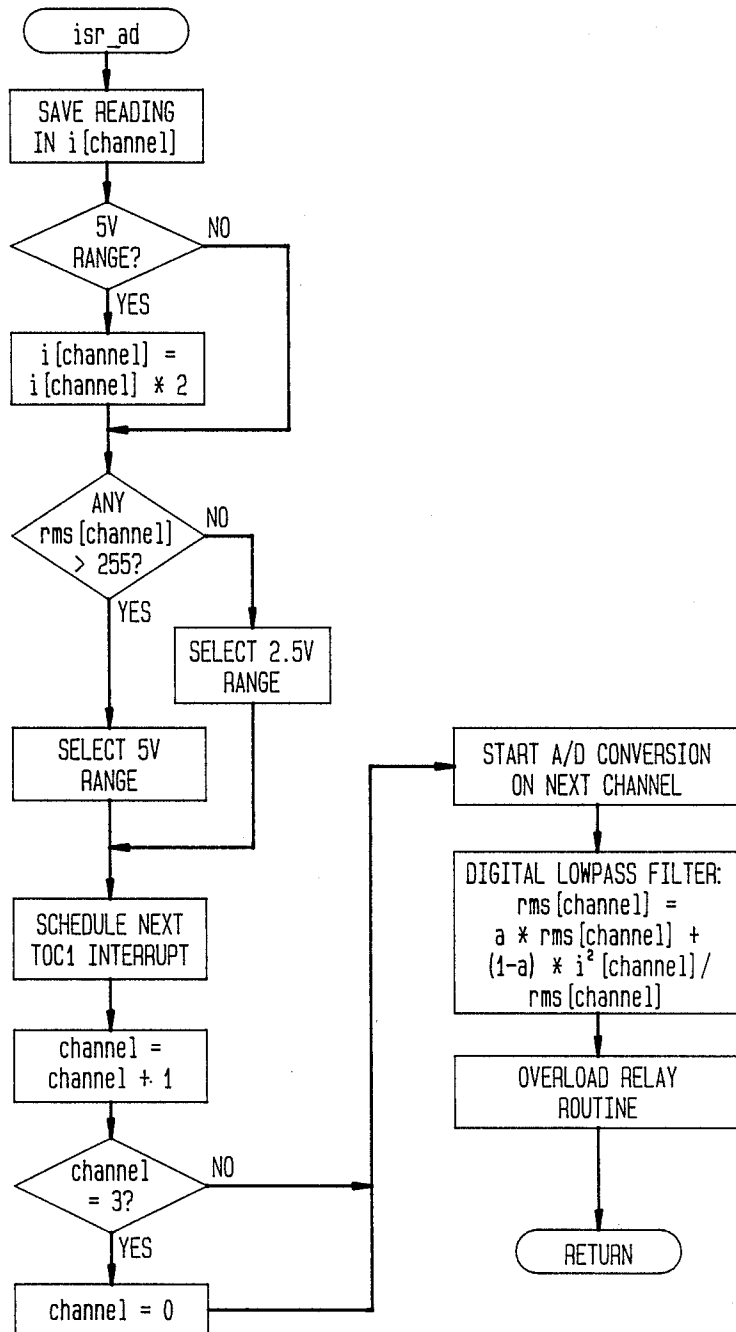 isr_ad
SAVE READING
IN i[channel]
5V
RANGE?
NO
YES
i[channel] =
i[channel] * 2
ANY
rms[channel]
> 255?
NO
YES
SELECT 2.5V
RANGE
SELECT 5V
RANGE
SCHEDULE NEXT
TOC1 INTERRUPT
channel =
channel + 1
channel
= 3?
NO
YES
channel = 0
START A/D CONVERSION
ON NEXT CHANNEL
DIGITAL LOWPASS FILTER:
rms[channel] =
a * rms[channel] +
(1-a) * i²[channel]/
rms[channel]
OVERLOAD RELAY
ROUTINE
RETURN